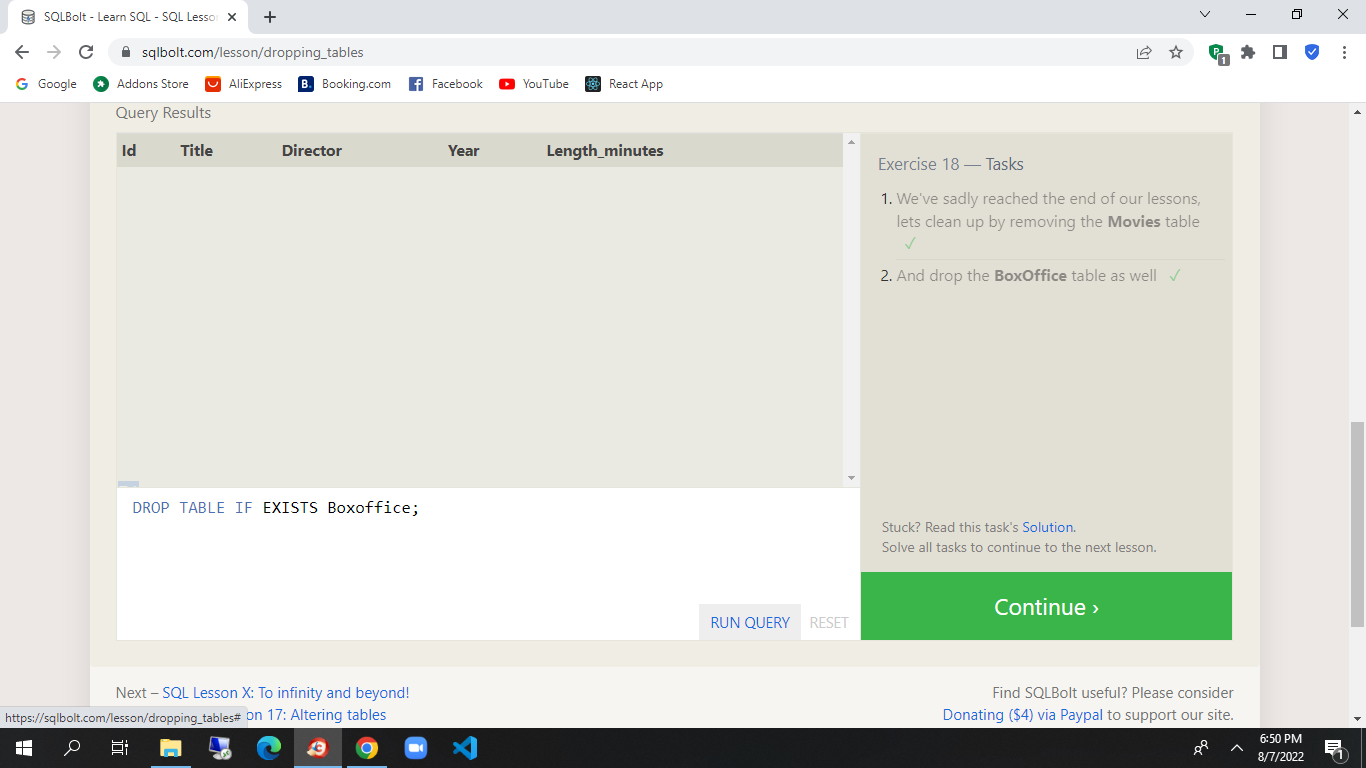 SQLBolt - Learn SQL - SQL Lesson
sqlbolt.com/lesson/dropping_tables
1
Google
Addons Store
AliExpress
B. Booking.com
Facebook
YouTube
React App
Query Results
Id Title Director Year Length_minutes
Exercise 18 — Tasks
1. We've sadly reached the end of our lessons,
lets clean up by removing the Movies table
✓
2. And drop the BoxOffice table as well ✓
DROP TABLE IF EXISTS Boxoffice;
Stuck? Read this task's Solution.
Solve all tasks to continue to the next lesson.
RUN QUERY RESET
Continue ›
Next – SQL Lesson X: To infinity and beyond!
on 17: Altering tables
Find SQLBolt useful? Please consider
Donating ($4) via Paypal to support our site.
https://sqlbolt.com/lesson/dropping_tables#
6:50 PM
8/7/2022
1